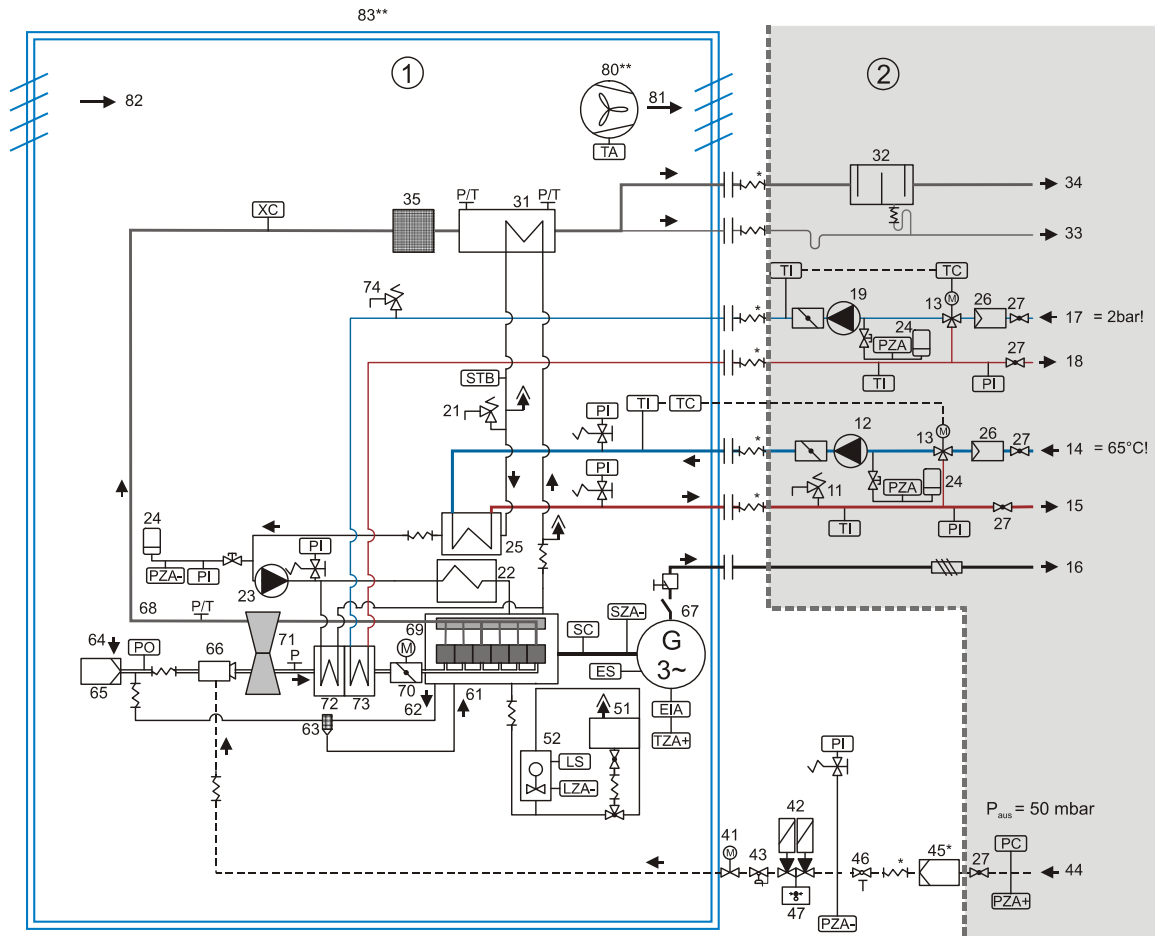 83**
1
80**
2
82
81
TA
32
P/T
31
P/T
34
XC
35
*
33
*
TI
TC
74
19
13
M
26
27
17 = 2bar!
*
24
PZA
27
18
*
STB
TI
PI
21
PI
TI
TC
12
13
M
26
27
14 = 65°C!
*
PI
11
PZA
24
15
*
24
25
TI
PI
27
PI
22
16
PZA-
PI
23
68
P/T
69
SC
SZA-
67
64
PO
66
71
P
M
G
3~
65
ES
70
72
73
62
61
63
51
EIA
52
TZA+
LS
PI
LZA-
42
Paus = 50 mbar
41
M
43
46
*
45*
27
PC
44
47
PZA-
PZA+